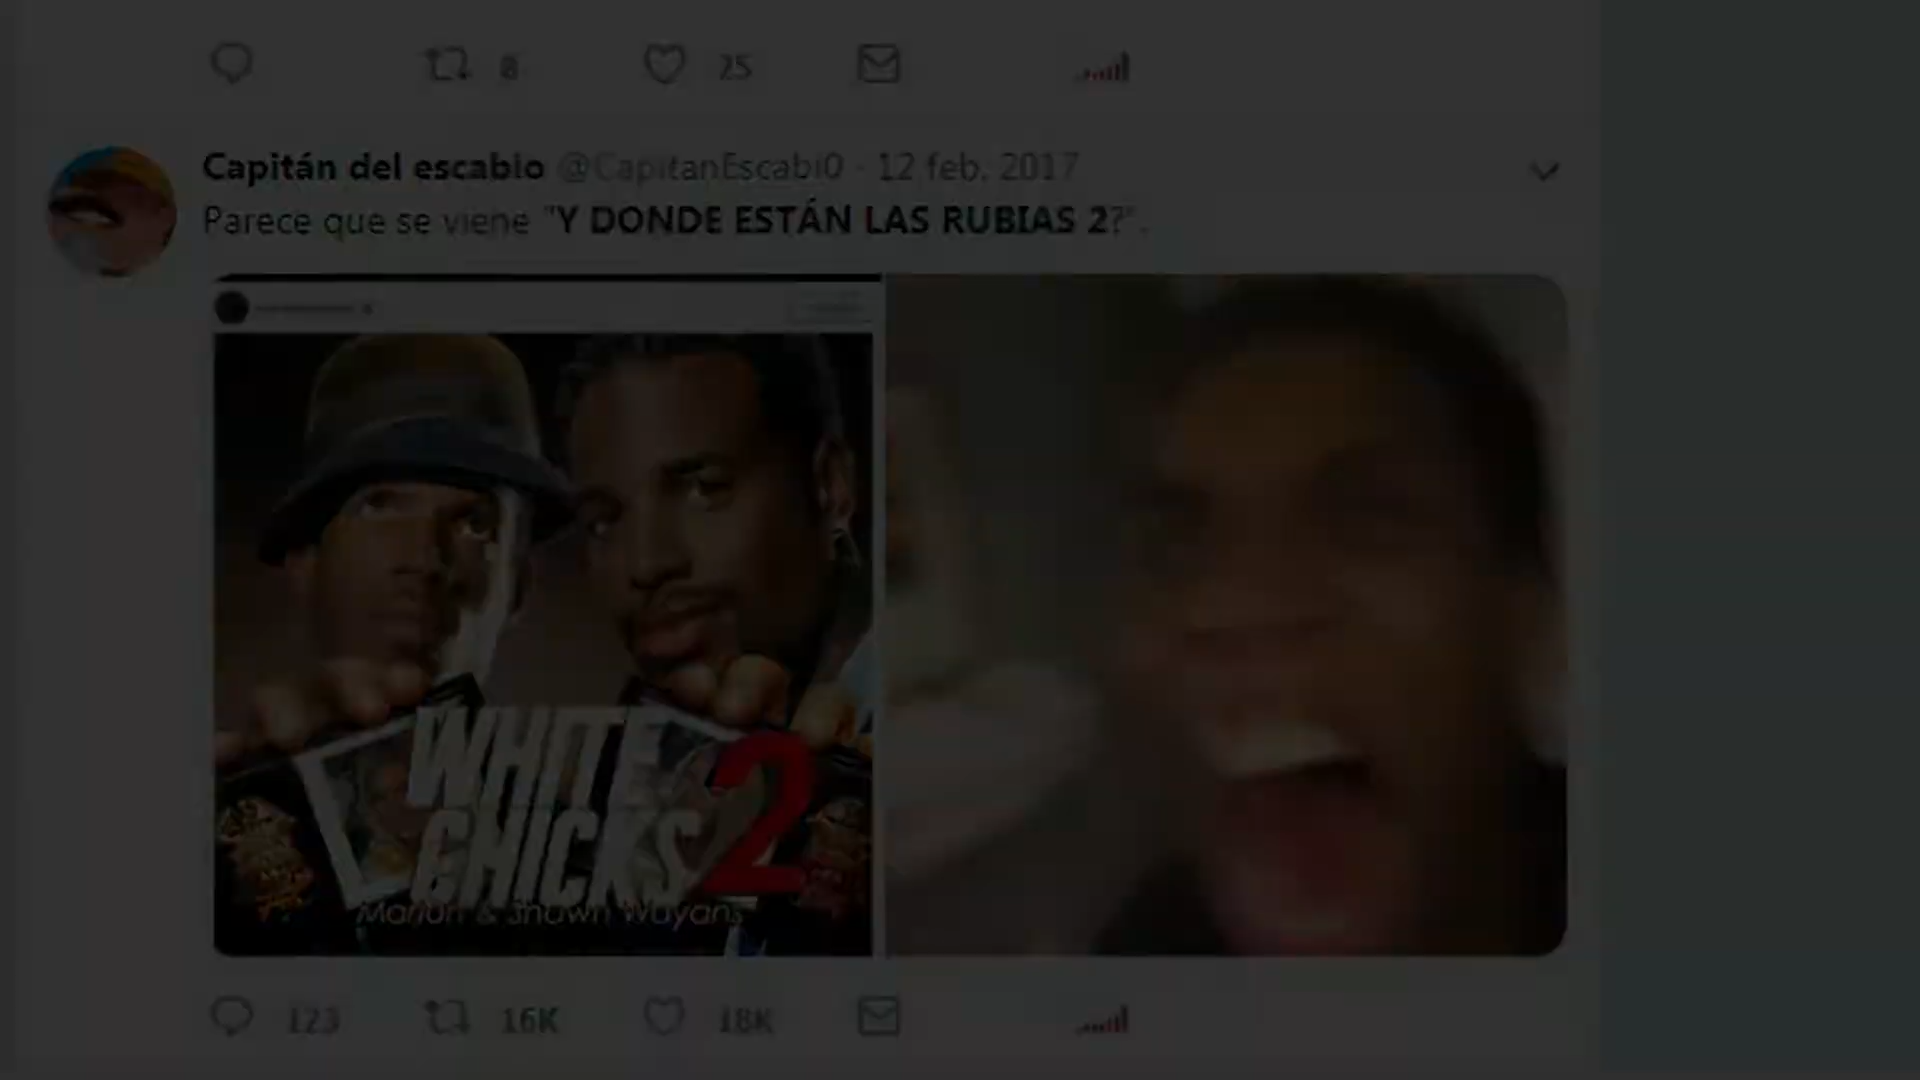 8 25
Capitán del escabio @CapitanEscabi0 · 12 feb. 2017
Parece que se viene "Y DONDE ESTÁN LAS RUBIAS 2?".
WHITE
CHICKS 2
Marlon & Shawn Wayans
123 16K 18K